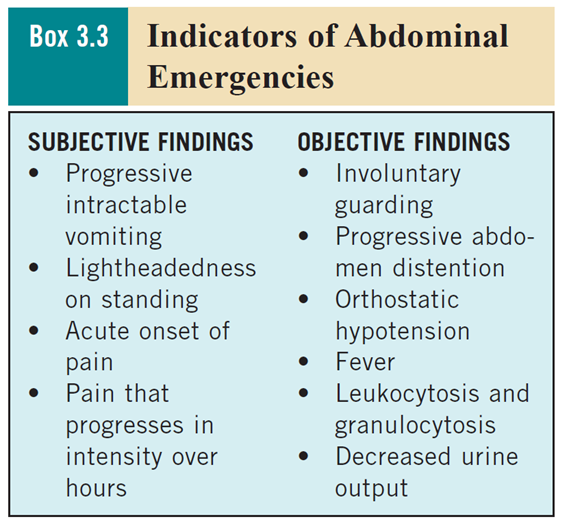 Box 3.3
Indicators of Abdominal
Emergencies
SUBJECTIVE FINDINGS
• Progressive
intractable
vomiting
• Lightheadedness
on standing
• Acute onset of
pain
• Pain that
progresses in
intensity over
hours
OBJECTIVE FINDINGS
• Involuntary
guarding
• Progressive abdo-
men distention
• Orthostatic
hypotension
• Fever
• Leukocytosis and
granulocytosis
• Decreased urine
output